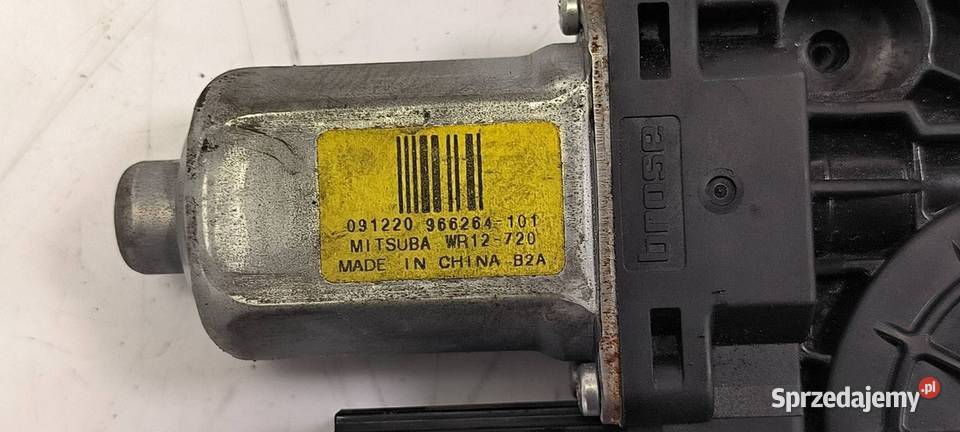 091220 966264-101
MITSUBA WR12-720
MADE IN CHINA B2A
brose
Sprzedajemy.pl